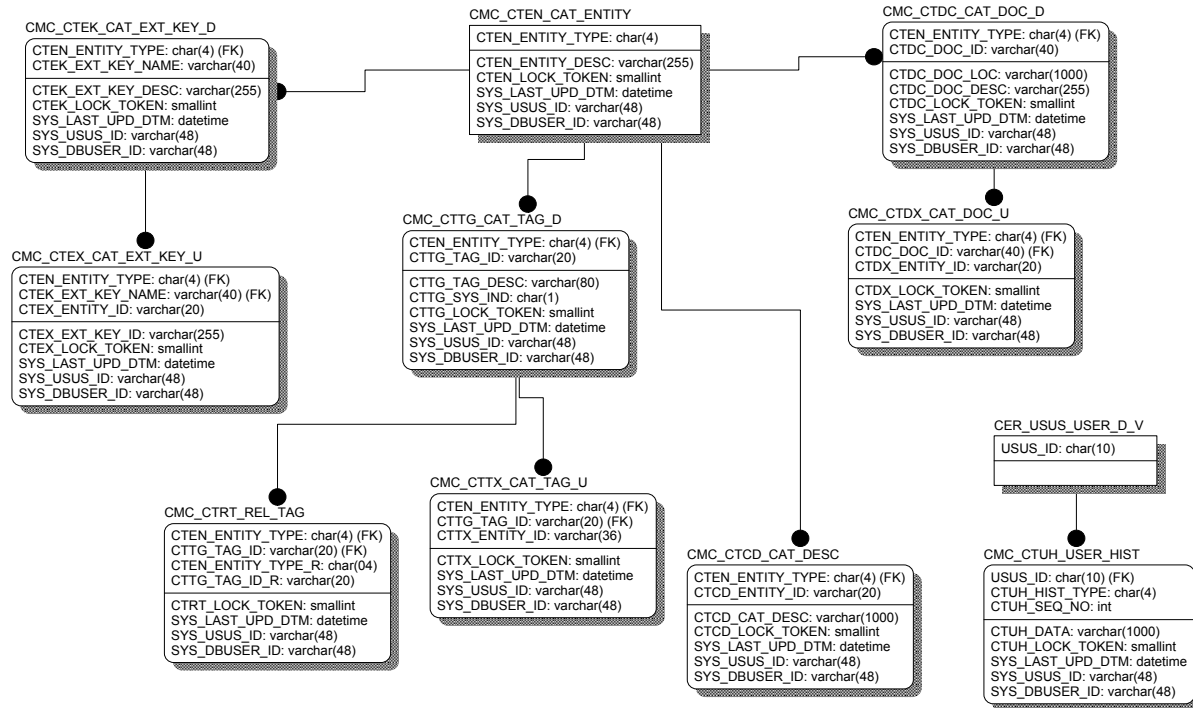 CMC_CTEK_CAT_EXT_KEY_D
CTEN_ENTITY_TYPE: char(4) (FK)
CTEK_EXT_KEY_NAME: varchar(40)
CTEK_EXT_KEY_DESC: varchar(255)
CTEK_LOCK_TOKEN: smallint
SYS_LAST_UPD_DTM: datetime
SYS_USUS_ID: varchar(48)
SYS_DBUSER_ID: varchar(48)
CMC_CTEN_CAT_ENTITY
CTEN_ENTITY_TYPE: char(4)
CTEN_ENTITY_DESC: varchar(255)
CTEN_LOCK_TOKEN: smallint
SYS_LAST_UPD_DTM: datetime
SYS_USUS_ID: varchar(48)
SYS_DBUSER_ID: varchar(48)
CMC_CTDC_CAT_DOC_D
CTEN_ENTITY_TYPE: char(4) (FK)
CTDC_DOC_ID: varchar(40)
CTDC_DOC_LOC: varchar(1000)
CTDC_DOC_DESC: varchar(255)
CTDC_LOCK_TOKEN: smallint
SYS_LAST_UPD_DTM: datetime
SYS_USUS_ID: varchar(48)
SYS_DBUSER_ID: varchar(48)
CMC_CTEX_CAT_EXT_KEY_U
CTEN_ENTITY_TYPE: char(4) (FK)
CTEK_EXT_KEY_NAME: varchar(40) (FK)
CTEX_ENTITY_ID: varchar(20)
CTEX_EXT_KEY_ID: varchar(255)
CTEX_LOCK_TOKEN: smallint
SYS_LAST_UPD_DTM: datetime
SYS_USUS_ID: varchar(48)
SYS_DBUSER_ID: varchar(48)
CMC_CTTG_CAT_TAG_D
CTEN_ENTITY_TYPE: char(4) (FK)
CTTG_TAG_ID: varchar(20)
CTTG_TAG_DESC: varchar(80)
CTTG_SYS_IND: char(1)
CTTG_LOCK_TOKEN: smallint
SYS_LAST_UPD_DTM: datetime
SYS_USUS_ID: varchar(48)
SYS_DBUSER_ID: varchar(48)
CMC_CTDX_CAT_DOC_U
CTEN_ENTITY_TYPE: char(4) (FK)
CTDC_DOC_ID: varchar(40) (FK)
CTDX_ENTITY_ID: varchar(20)
CTDX_LOCK_TOKEN: smallint
SYS_LAST_UPD_DTM: datetime
SYS_USUS_ID: varchar(48)
SYS_DBUSER_ID: varchar(48)
CMC_CTRT_REL_TAG
CTEN_ENTITY_TYPE: char(4) (FK)
CTTG_TAG_ID: varchar(20) (FK)
CTEN_ENTITY_TYPE_R: char(04)
CTTG_TAG_ID_R: varchar(20)
CTRT_LOCK_TOKEN: smallint
SYS_LAST_UPD_DTM: datetime
SYS_USUS_ID: varchar(48)
SYS_DBUSER_ID: varchar(48)
CMC_CTTX_CAT_TAG_U
CTEN_ENTITY_TYPE: char(4) (FK)
CTTG_TAG_ID: varchar(20) (FK)
CTTX_ENTITY_ID: varchar(36)
CTTX_LOCK_TOKEN: smallint
SYS_LAST_UPD_DTM: datetime
SYS_USUS_ID: varchar(48)
SYS_DBUSER_ID: varchar(48)
CMC_CTCD_CAT_DESC
CTEN_ENTITY_TYPE: char(4) (FK)
CTCD_ENTITY_ID: varchar(20)
CTCD_CAT_DESC: varchar(1000)
CTCD_LOCK_TOKEN: smallint
SYS_LAST_UPD_DTM: datetime
SYS_USUS_ID: varchar(48)
SYS_DBUSER_ID: varchar(48)
CER_USUS_USER_D_V
USUS_ID: char(10)
CMC_CTUH_USER_HIST
USUS_ID: char(10) (FK)
CTUH_HIST_TYPE: char(4)
CTUH_SEQ_NO: int
CTUH_DATA: varchar(1000)
CTUH_LOCK_TOKEN: smallint
SYS_LAST_UPD_DTM: datetime
SYS_USUS_ID: varchar(48)
SYS_DBUSER_ID: varchar(48)